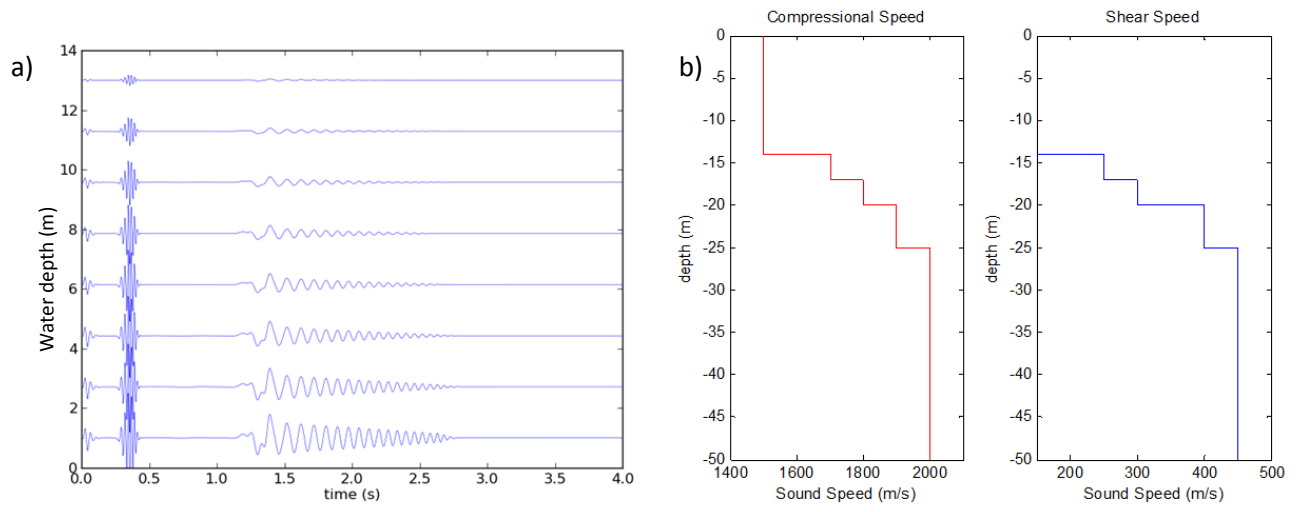 a)
14
12
10
8
6
4
2
0
Water depth (m)
0.0 0.5 1.0 1.5 2.0 2.5 3.0 3.5 4.0
time (s)
b)
Compressional Speed
0
-5
-10
-15
-20
-25
-30
-35
-40
-45
-50
depth (m)
1400 1600 1800 2000
Sound Speed (m/s)
Shear Speed
0
-5
-10
-15
-20
-25
-30
-35
-40
-45
-50
depth (m)
200 300 400 500
Sound Speed (m/s)